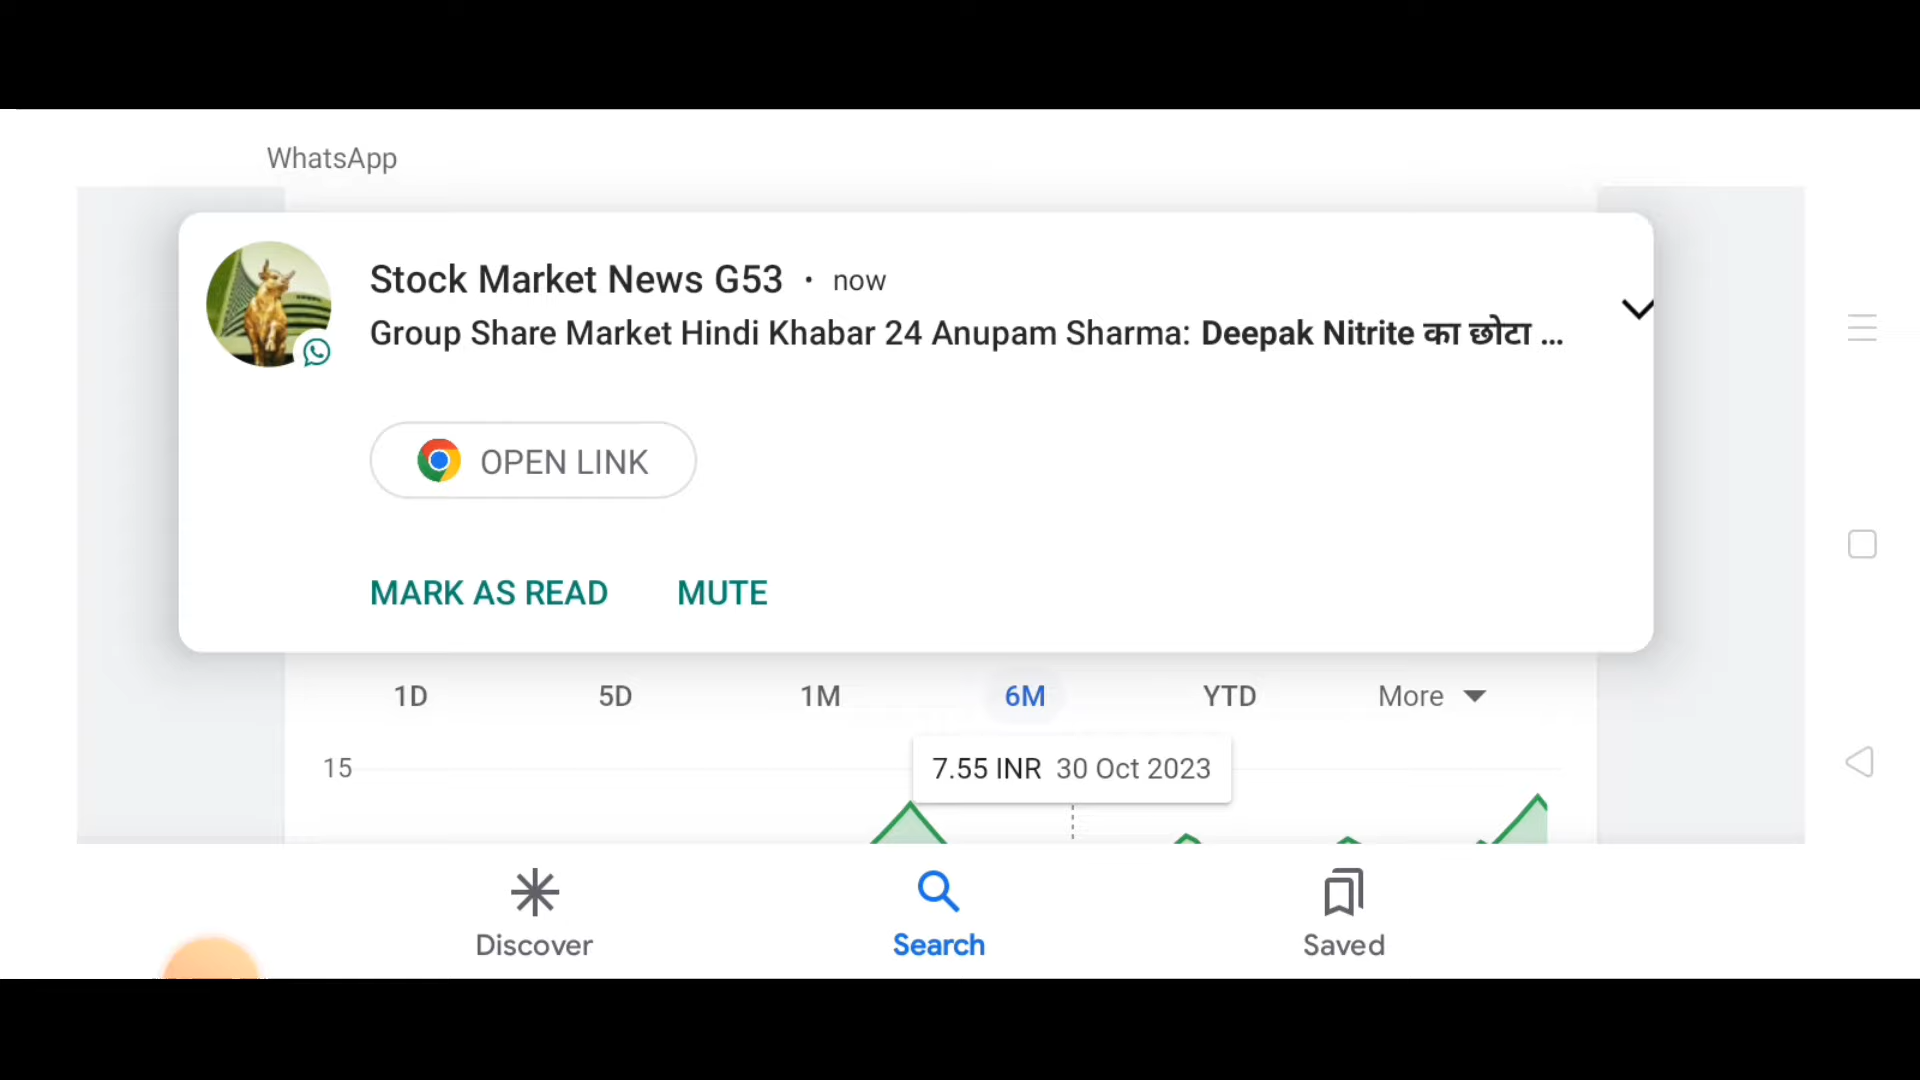 WhatsApp
Stock Market News G53 · now
Group Share Market Hindi Khabar 24 Anupam Sharma: Deepak Nitrite का छोटा ...
OPEN LINK
MARK AS READ MUTE
1D 5D 1M 6M YTD More
7.55 INR 30 Oct 2023
15
Discover Search Saved